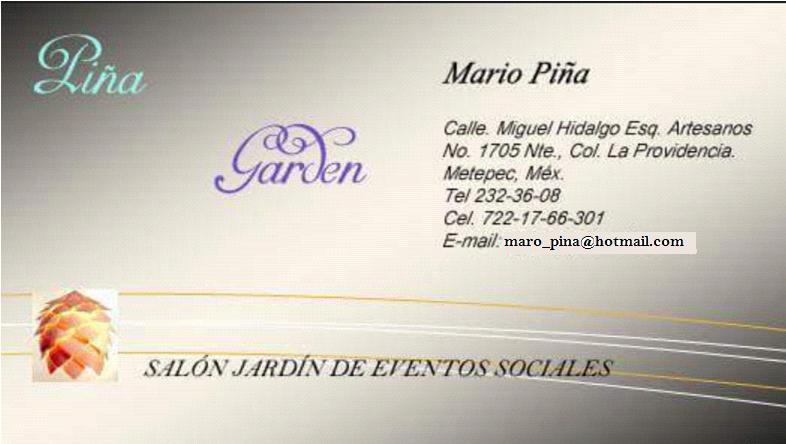 Piña
Garden
Mario Piña
Calle. Miguel Hidalgo Esq. Artesanos
No. 1705 Nte., Col. La Providencia.
Metepec, Méx.
Tel 232-36-08
Cel. 722-17-66-301
E-mail: maro_pina@hotmail.com
SALÓN JARDÍN DE EVENTOS SOCIALES